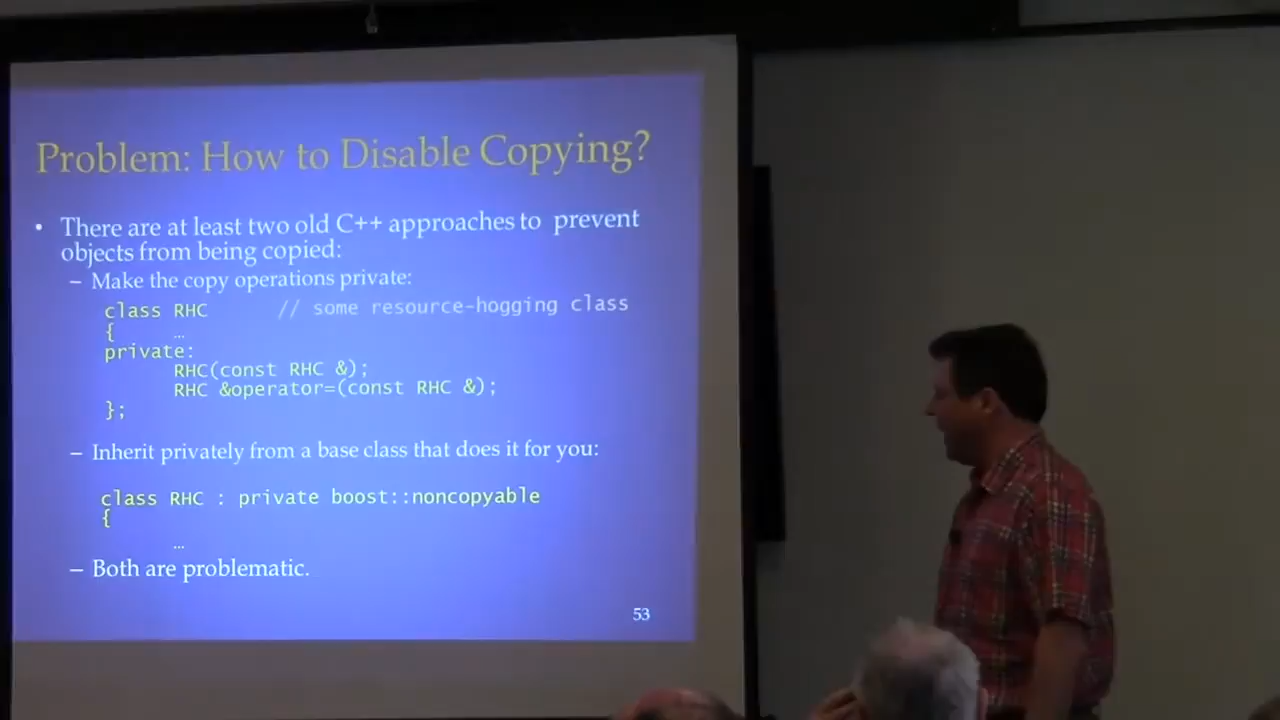 Problem: How to Disable Copying?
• There are at least two old C++ approaches to prevent
objects from being copied:
– Make the copy operations private:
class RHC // some resource-hogging class
{ …
private:
RHC(const RHC &);
RHC &operator=(const RHC &);
};
– Inherit privately from a base class that does it for you:
class RHC : private boost::noncopyable
{
…
– Both are problematic.
53